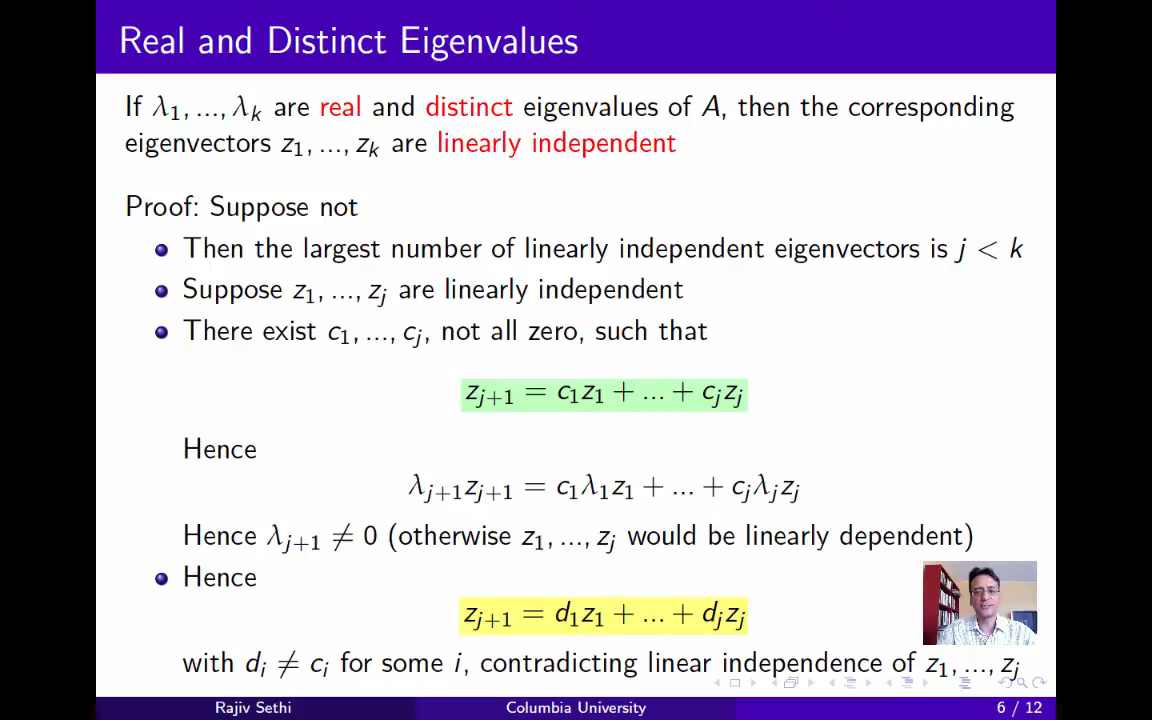 Real and Distinct Eigenvalues
If λ₁, ..., λₖ are real and distinct eigenvalues of A, then the corresponding
eigenvectors z₁, ..., zₖ are linearly independent
Proof: Suppose not
Then the largest number of linearly independent eigenvectors is j < k
Suppose z₁, ..., zⱼ are linearly independent
There exist c₁, ..., cⱼ, not all zero, such that
zⱼ₊₁ = c₁z₁ + ... + cⱼzⱼ
Hence
λⱼ₊₁zⱼ₊₁ = c₁λ₁z₁ + ... + cⱼλⱼzⱼ
Hence λⱼ₊₁ ≠ 0 (otherwise z₁, ..., zⱼ would be linearly dependent)
Hence
zⱼ₊₁ = d₁z₁ + ... + dⱼzⱼ
with dᵢ ≠ cᵢ for some i, contradicting linear independence of z₁, ..., zⱼ
Rajiv Sethi Columbia University 6 / 12